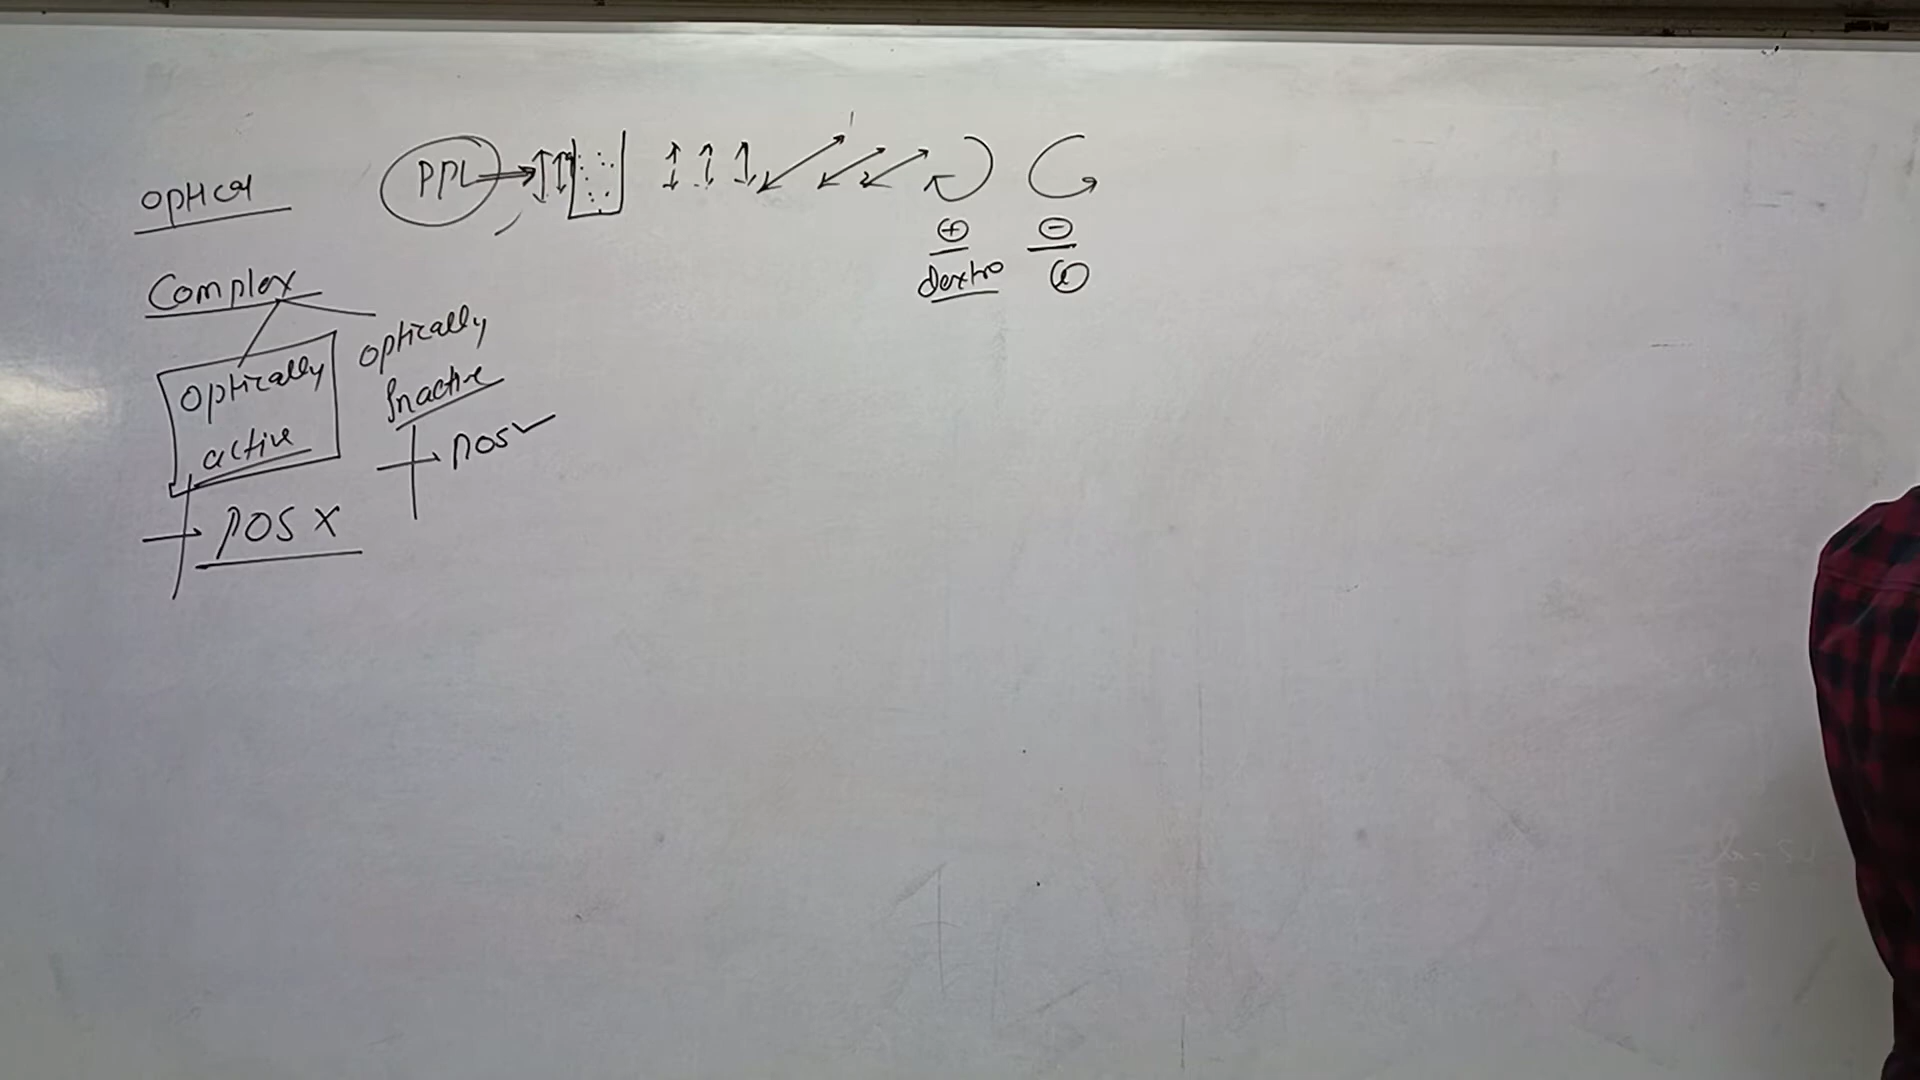 optical
PPL
+ -
dextro l
Complex
optically
active
optically
Inactive
POS ✓
POS X